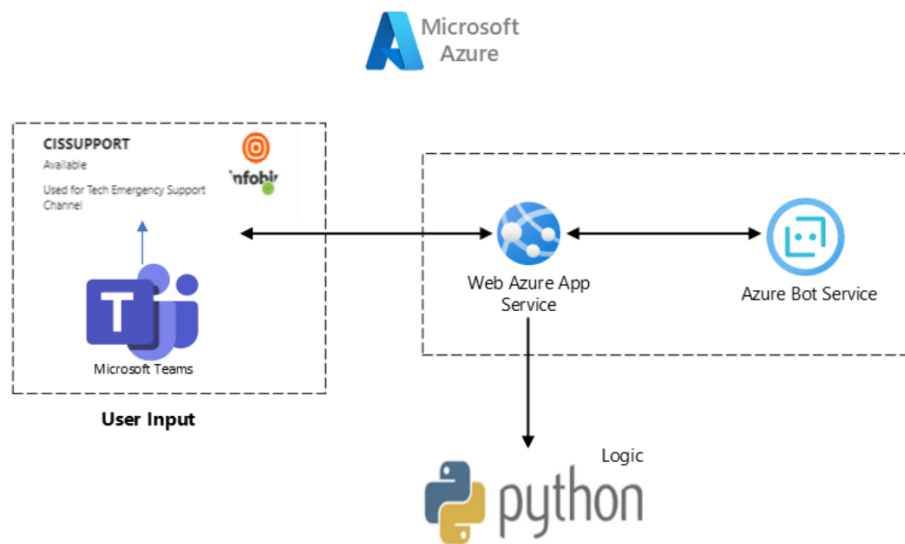 Microsoft
Azure
CISSUPPORT
Available
Used for Tech Emergency Support
Channel
T
Microsoft Teams
User Input
Web Azure App
Service
Azure Bot Service
Logic
python